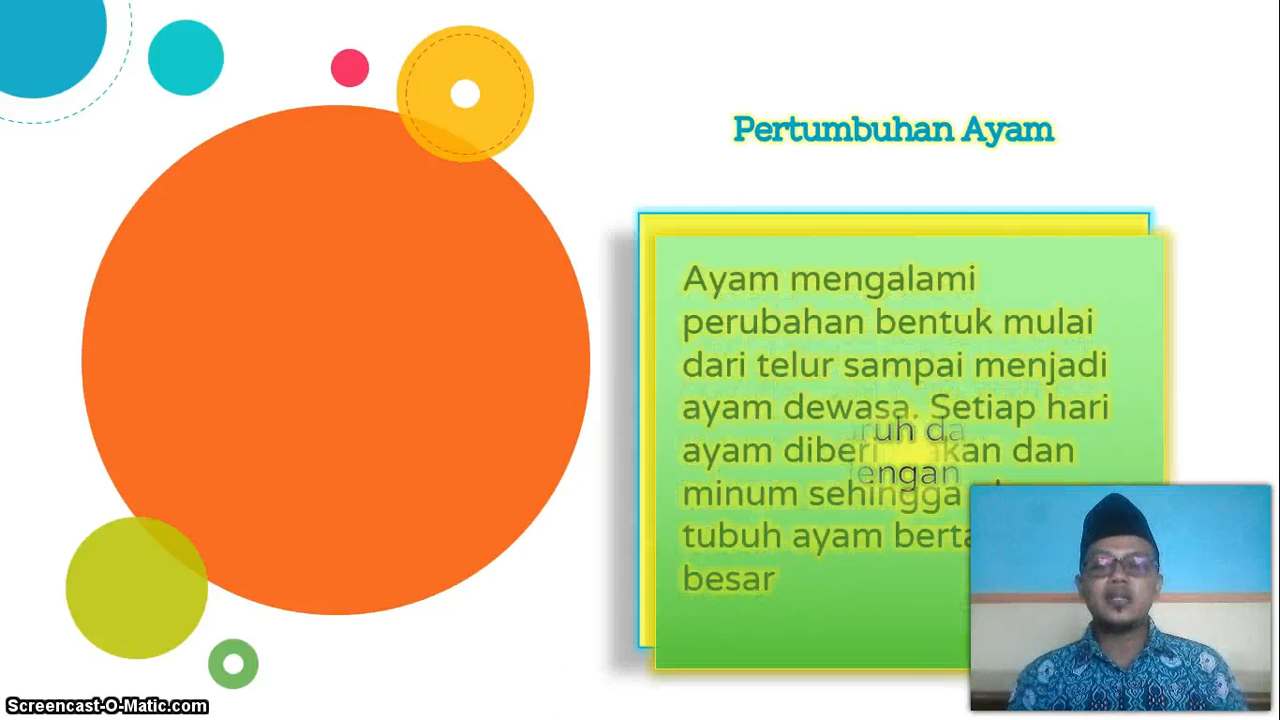 Pertumbuhan Ayam
Ayam mengalami
perubahan bentuk mulai
dari telur sampai menjadi
ayam dewasa. Setiap hari
ayam diberi dan
minum sehingga
tubuh ayam
besar
Screencast-O-Matic.com